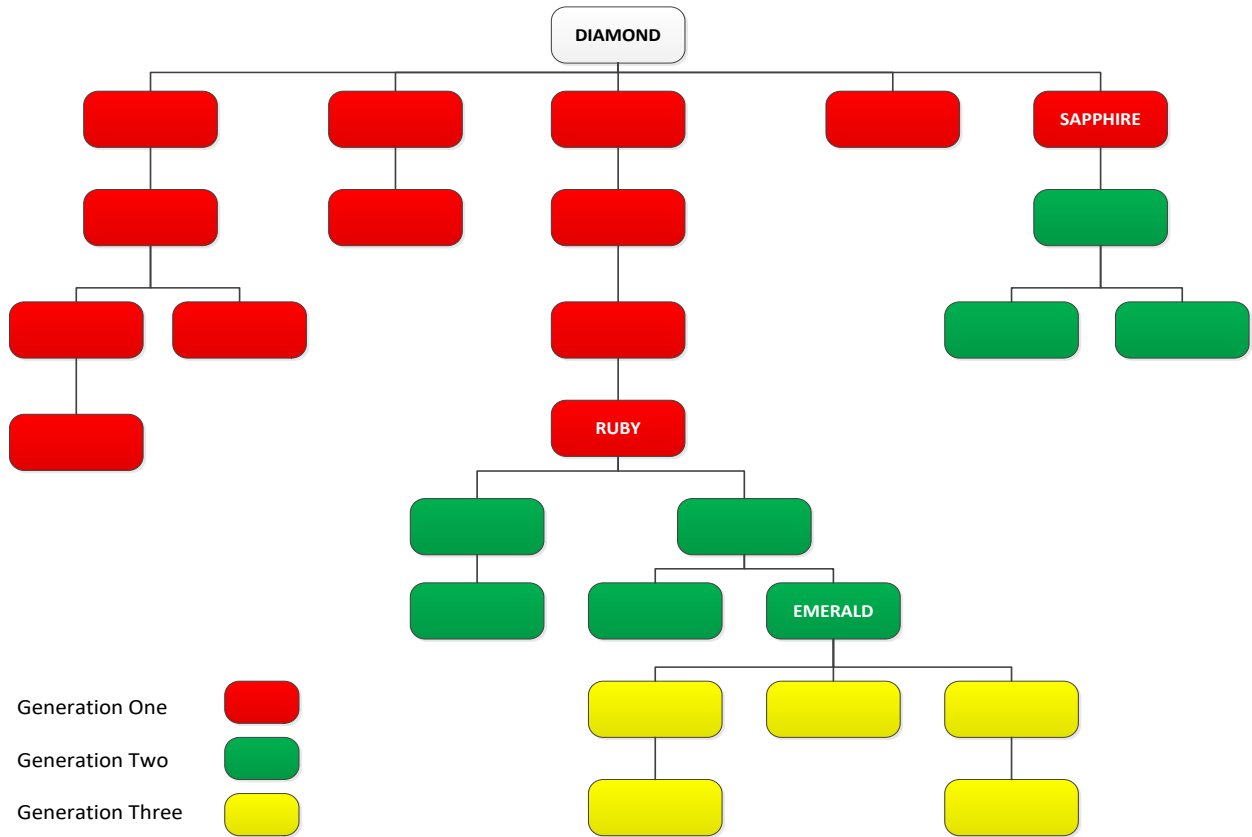 DIAMOND
SAPPHIRE
RUBY
EMERALD
Generation One
Generation Two
Generation Three